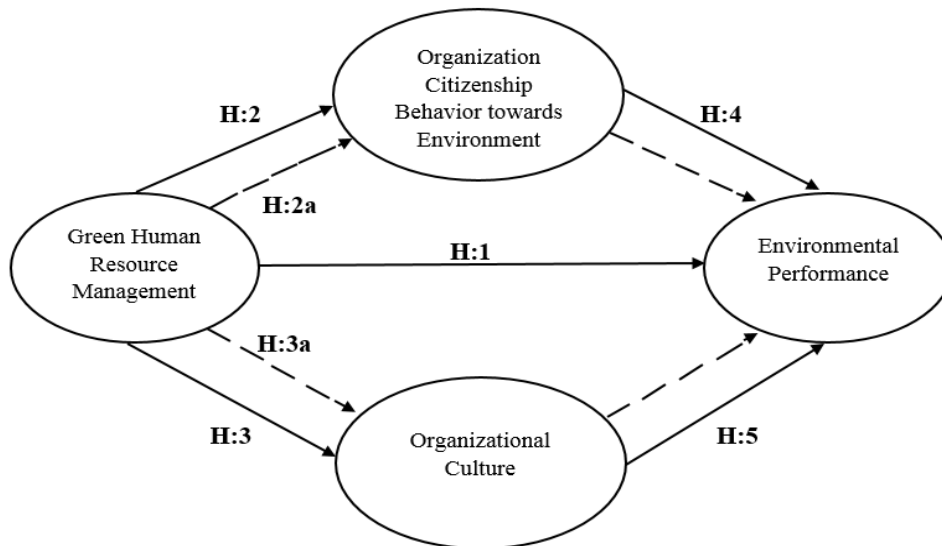 Organization
Citizenship
Behavior towards
Environment
H:2
H:4
H:2a
Green Human
Resource
Management
H:1
Environmental
Performance
H:3a
H:3
Organizational
Culture
H:5